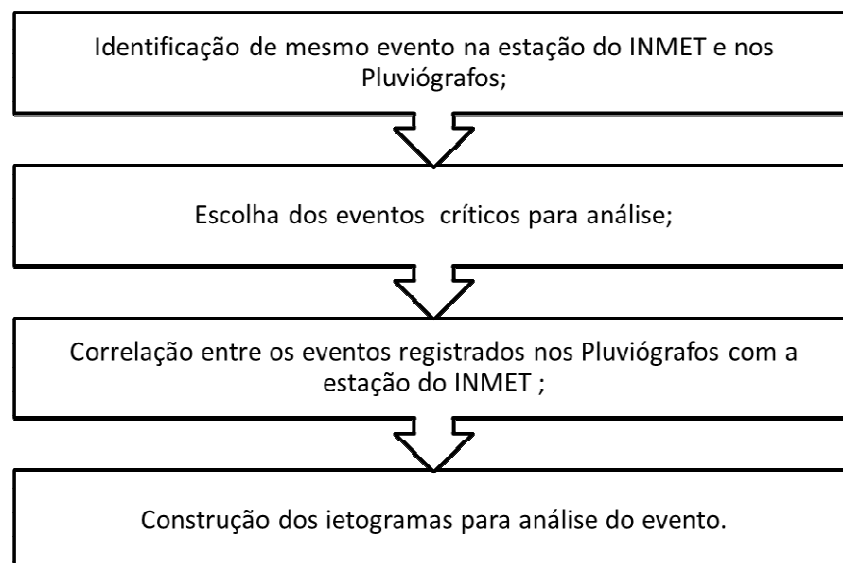 Identificação de mesmo evento na estação do INMET e nos
Pluviógrafos;
Escolha dos eventos críticos para análise;
Correlação entre os eventos registrados nos Pluviógrafos com a
estação do INMET ;
Construção dos ietogramas para análise do evento.